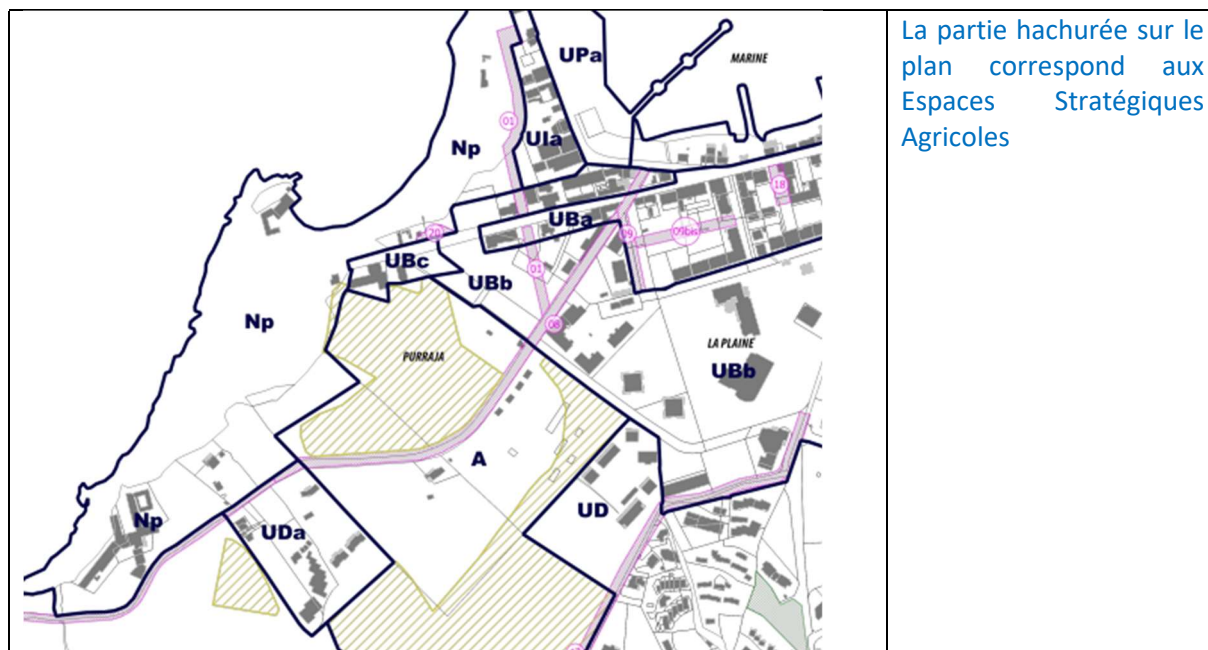 La partie hachurée sur le
plan correspond aux
Espaces Stratégiques
Agricoles
MARINE
UPa
01
UIa
Np
18
UBa
20
09
09bis
UBc
UBb
01
Np
08
LA PLAINE
PURRAJA
UBb
A
UD
Np
UDa